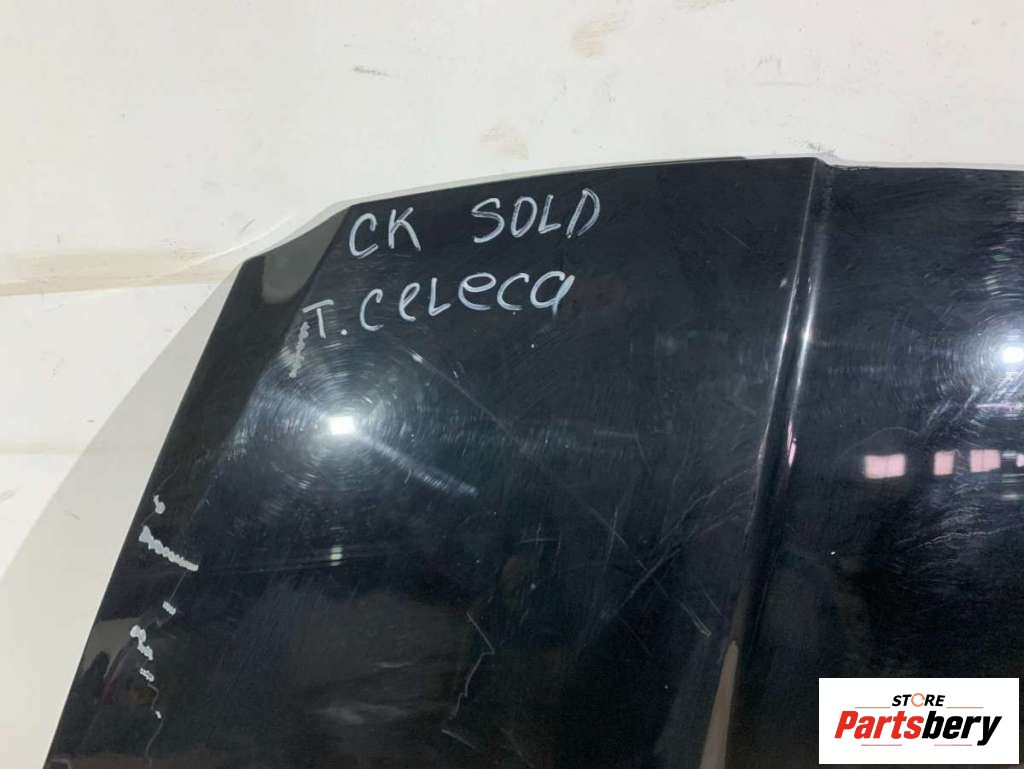 CK SOLD
T. CeLeca
STORE
Partsbery